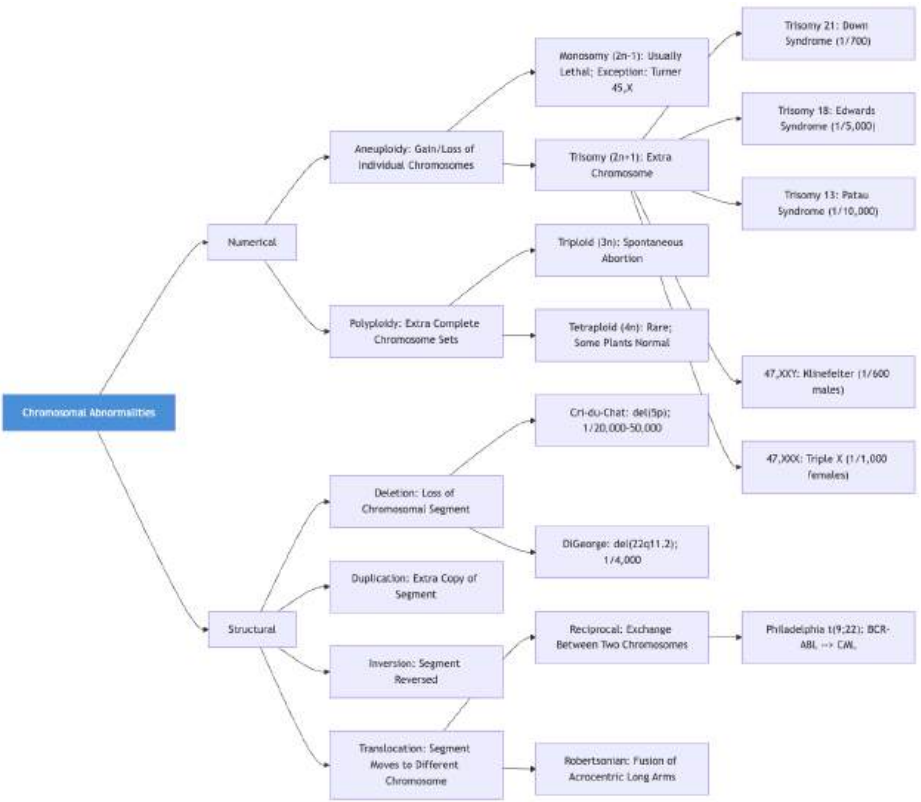 Trisomy 21: Down
Syndrome (1/700)
Monosomy (2n-1): Usually
Lethal; Exception: Turner
45,X
Trisomy 18: Edwards
Syndrome (1/5,000)
Aneuploidy: Gain/Loss of
Individual Chromosomes
Trisomy (2n+1): Extra
Chromosome
Trisomy 13: Patau
Syndrome (1/10,000)
Numerical
Triploid (3n): Spontaneous
Abortion
Polyploidy: Extra Complete
Chromosome Sets
Tetraploid (4n): Rare;
Some Plants Normal
47,XXY: Klinefelter (1/600
males)
Chromosomal Abnormalities
Cri-du-Chat: del(5p);
1/20,000-50,000
47,XXX: Triple X (1/1,000
females)
Deletion: Loss of
Chromosomal Segment
DiGeorge: del(22q11.2);
1/4,000
Duplication: Extra Copy of
Segment
Structural
Reciprocal: Exchange
Between Two Chromosomes
Philadelphia t(9;22): BCR-
ABL --> CML
Inversion: Segment
Reversed
Translocation: Segment
Moves to Different
Chromosome
Robertsonian: Fusion of
Acrocentric Long Arms